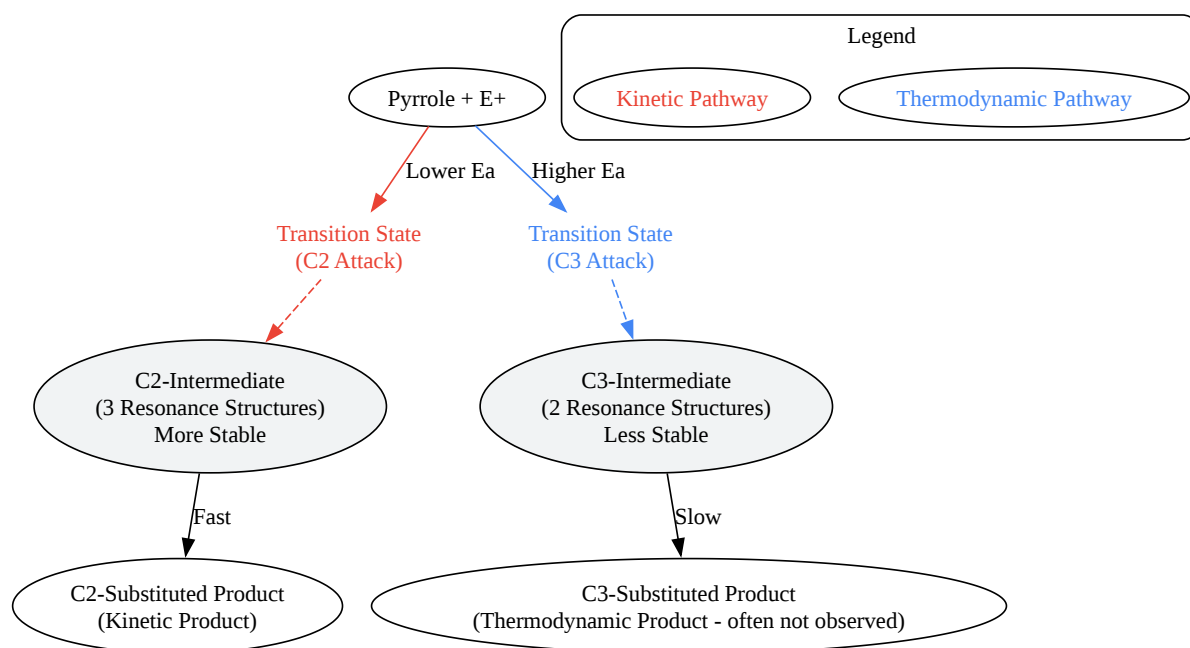 Legend
Pyrrole + E+
Kinetic Pathway
Thermodynamic Pathway
Lower Ea
Higher Ea
Transition State
(C2 Attack)
Transition State
(C3 Attack)
C2-Intermediate
(3 Resonance Structures)
More Stable
C3-Intermediate
(2 Resonance Structures)
Less Stable
Fast
Slow
C2-Substituted Product
(Kinetic Product)
C3-Substituted Product
(Thermodynamic Product - often not observed)